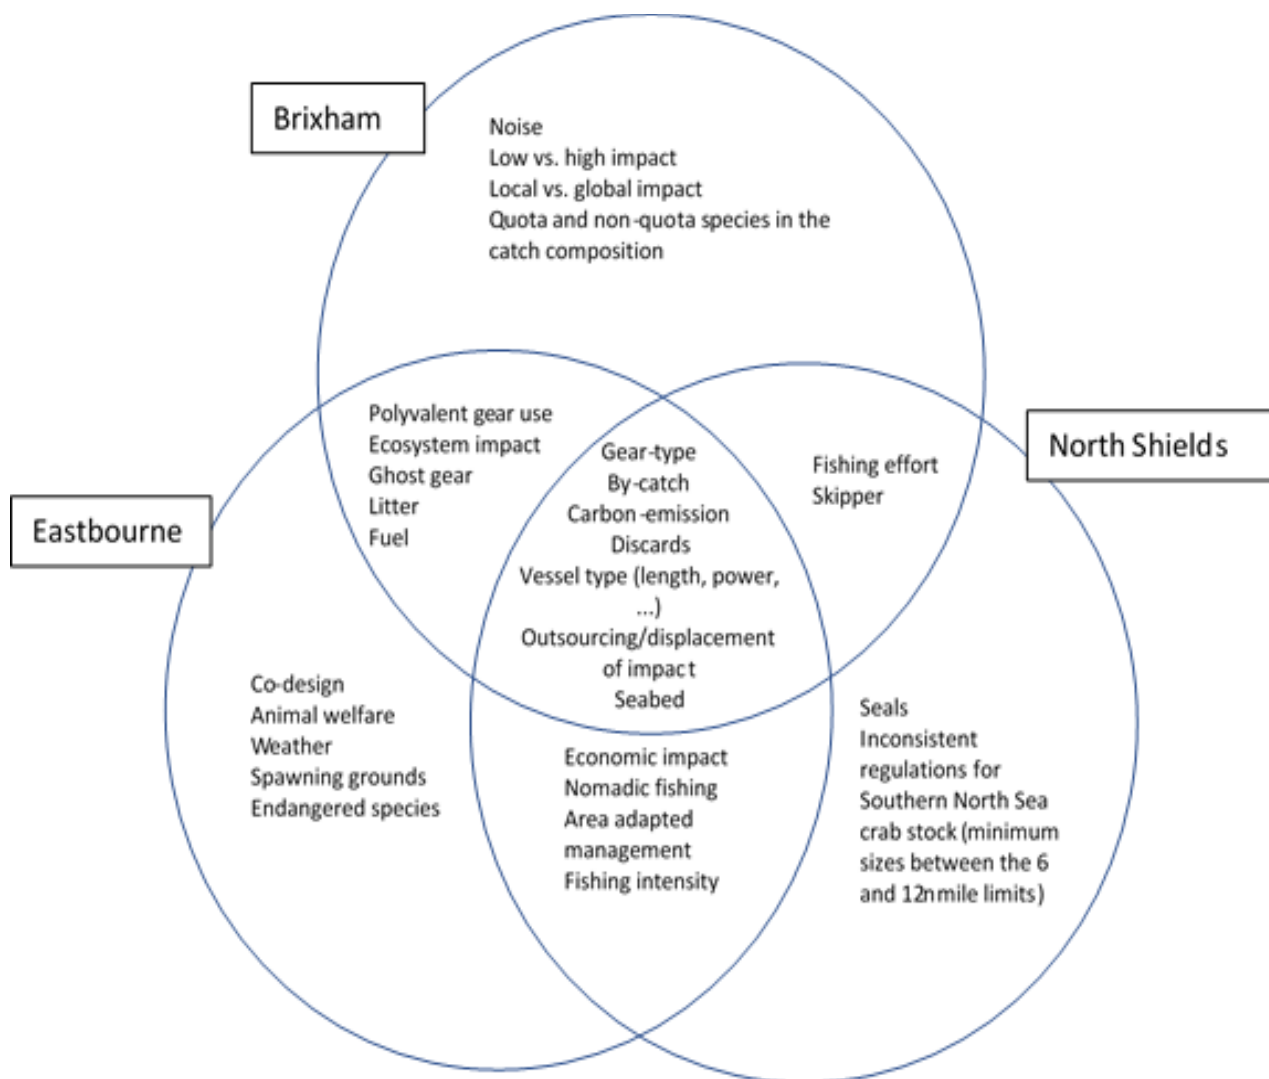 Brixham
Noise
Low vs. high impact
Local vs. global impact
Quota and non-quota species in the
catch composition
Polyvalent gear use
Ecosystem impact
Ghost gear
Litter
Fuel
Gear-type
By-catch
Carbon-emission
Discards
Vessel type (length, power,
...)
Outsourcing/displacement
of impact
Seabed
Fishing effort
Skipper
North Shields
Eastbourne
Co-design
Animal welfare
Weather
Spawning grounds
Endangered species
Economic impact
Nomadic fishing
Area adapted
management
Fishing intensity
Seals
Inconsistent
regulations for
Southern North Sea
crab stock (minimum
sizes between the 6
and 12nmile limits)